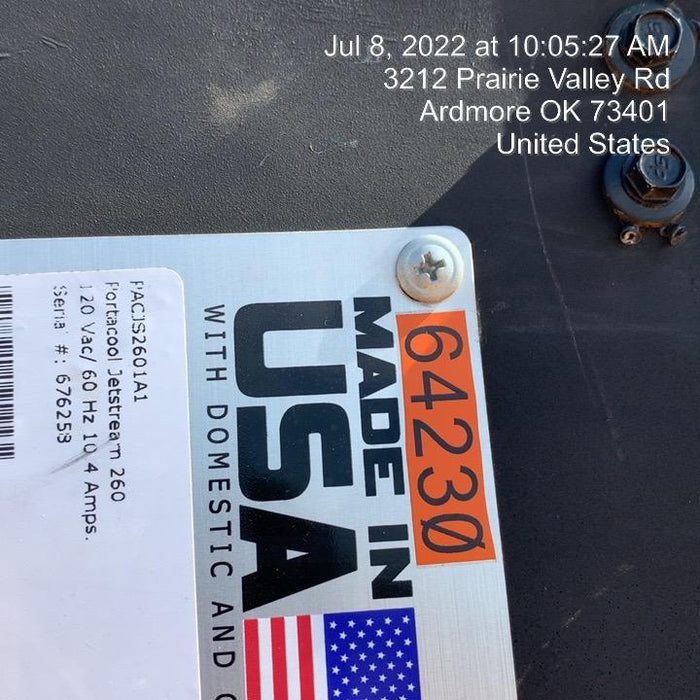 Jul 8, 2022 at 10:05:27 AM
3212 Prairie Valley Rd
Ardmore OK 73401
United States
64230
MADE IN
USA
WITH DOMESTIC AND
PACJS2601A1
Portacool Jetstream 260
120 Vac/ 60 Hz 10.4 Amps.
Serial #: 676258